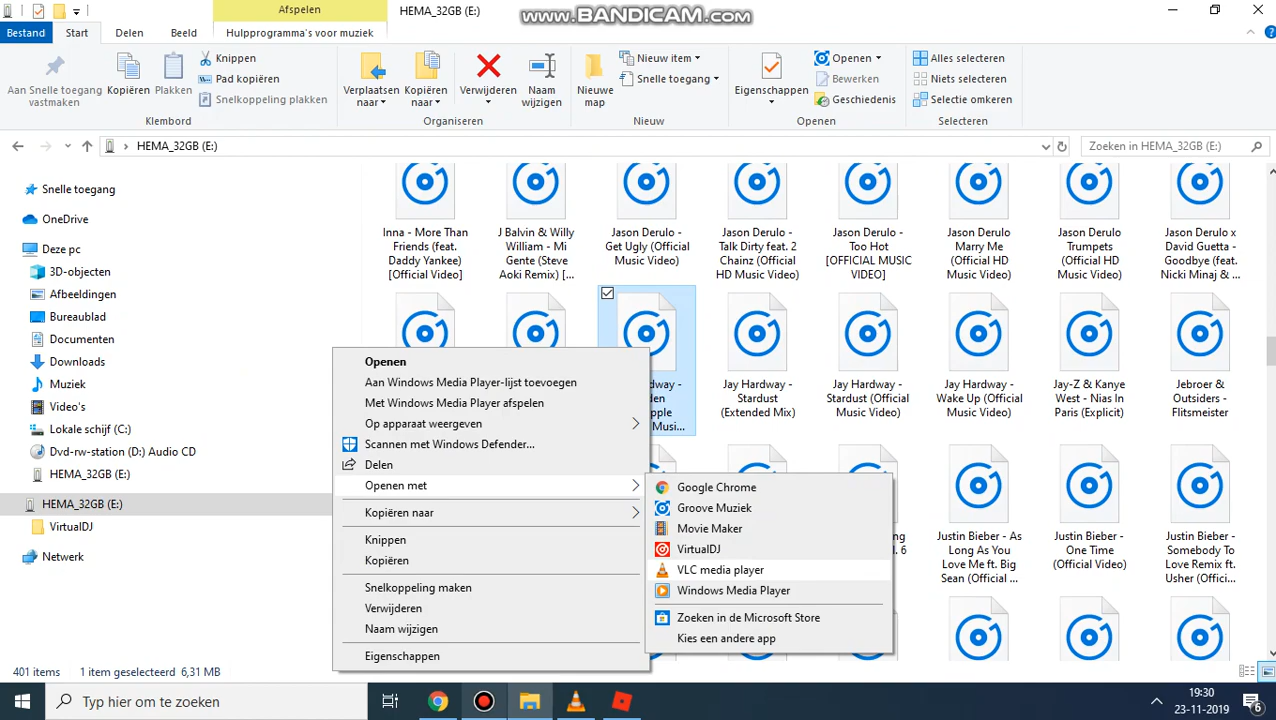 Afspelen
HEMA_32GB (E:)
www.BANDICAM.com
Bestand
Start
Delen
Beeld
Hulpprogramma's voor muziek
Aan Snelle toegang
vastmaken
Kopiëren
Plakken
Knippen
Pad kopiëren
Snelkoppeling plakken
Klembord
Verplaatsen
naar
Kopiëren
naar
Verwijderen
Naam
wijzigen
Organiseren
Nieuwe
map
Nieuw item
Snelle toegang
Nieuw
Eigenschappen
Openen
Bewerken
Geschiedenis
Openen
Alles selecteren
Niets selecteren
Selectie omkeren
Selecteren
HEMA_32GB (E:)
Zoeken in HEMA_32GB (E:)
Snelle toegang
OneDrive
Deze pc
3D-objecten
Afbeeldingen
Bureaublad
Documenten
Downloads
Muziek
Video's
Lokale schijf (C:)
Dvd-rw-station (D:) Audio CD
HEMA_32GB (E:)
HEMA_32GB (E:)
VirtualDJ
Netwerk
Inna - More Than
Friends (feat.
Daddy Yankee)
[Official Video]
J Balvin & Willy
William - Mi
Gente (Steve
Aoki Remix) [...
Jason Derulo -
Get Ugly (Official
Music Video)
Jason Derulo -
Talk Dirty feat. 2
Chainz (Official
HD Music Video)
Jason Derulo -
Too Hot
[OFFICIAL MUSIC
VIDEO]
Jason Derulo
Marry Me
(Official HD
Music Video)
Jason Derulo
Trumpets
(Official HD
Music Video)
Jason Derulo x
David Guetta -
Goodbye (feat.
Nicki Minaj & ...
dway -
den
pple
Musi...
Jay Hardway -
Stardust
(Extended Mix)
Jay Hardway -
Stardust (Official
Music Video)
Jay Hardway -
Wake Up (Official
Music Video)
Jay-Z & Kanye
West - Nias In
Paris (Explicit)
Jebroer &
Outsiders -
Flitsmeister
ng
. 6
Justin Bieber - As
Long As You
Love Me ft. Big
Sean (Official ...
Justin Bieber -
One Time
(Official Video)
Justin Bieber -
Somebody To
Love Remix ft.
Usher (Offici...
Openen
Aan Windows Media Player-lijst toevoegen
Met Windows Media Player afspelen
Op apparaat weergeven
Scannen met Windows Defender...
Delen
Openen met
Kopiëren naar
Knippen
Kopiëren
Snelkoppeling maken
Verwijderen
Naam wijzigen
Eigenschappen
Google Chrome
Groove Muziek
Movie Maker
VirtualDJ
VLC media player
Windows Media Player
Zoeken in de Microsoft Store
Kies een andere app
401 items
1 item geselecteerd 6,31 MB
Typ hier om te zoeken
19:30
23-11-2019
6